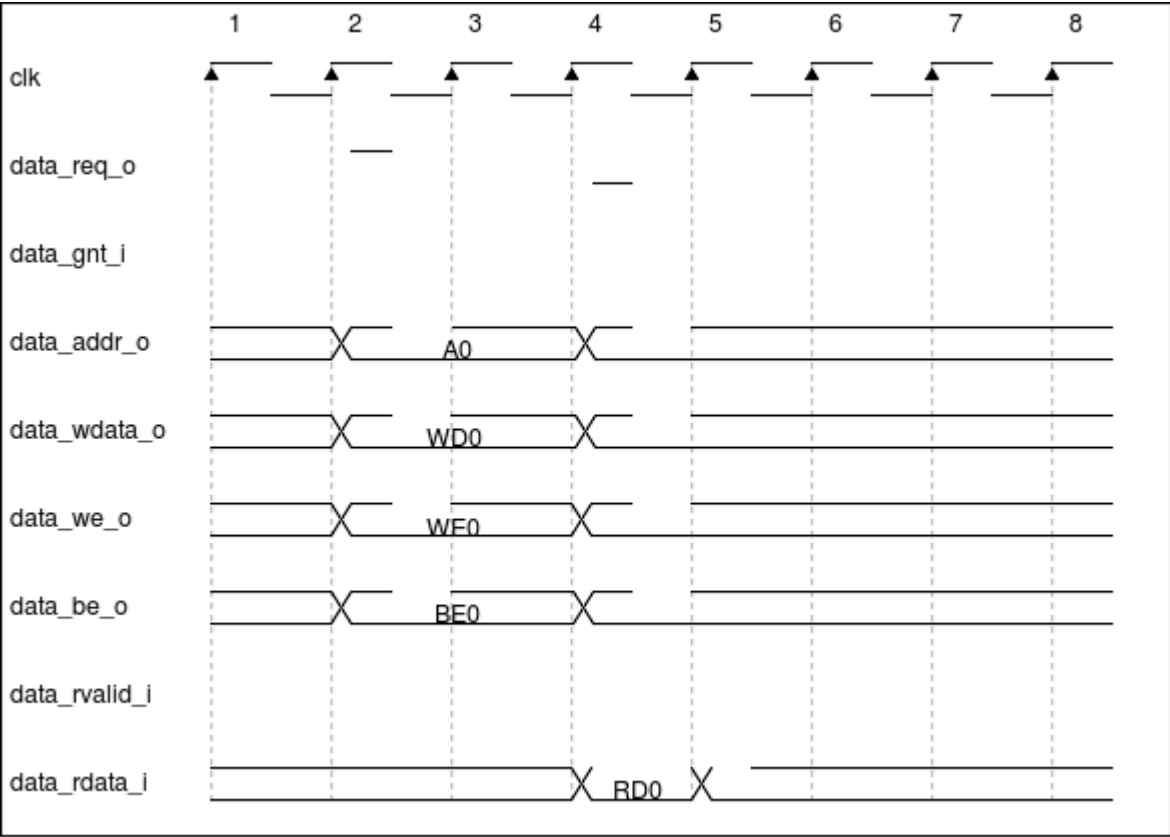 1 2 3 4 5 6 7 8
clk
data_req_o
data_gnt_i
data_addr_o A0
data_wdata_o WD0
data_we_o WE0
data_be_o BE0
data_rvalid_i
data_rdata_i RD0